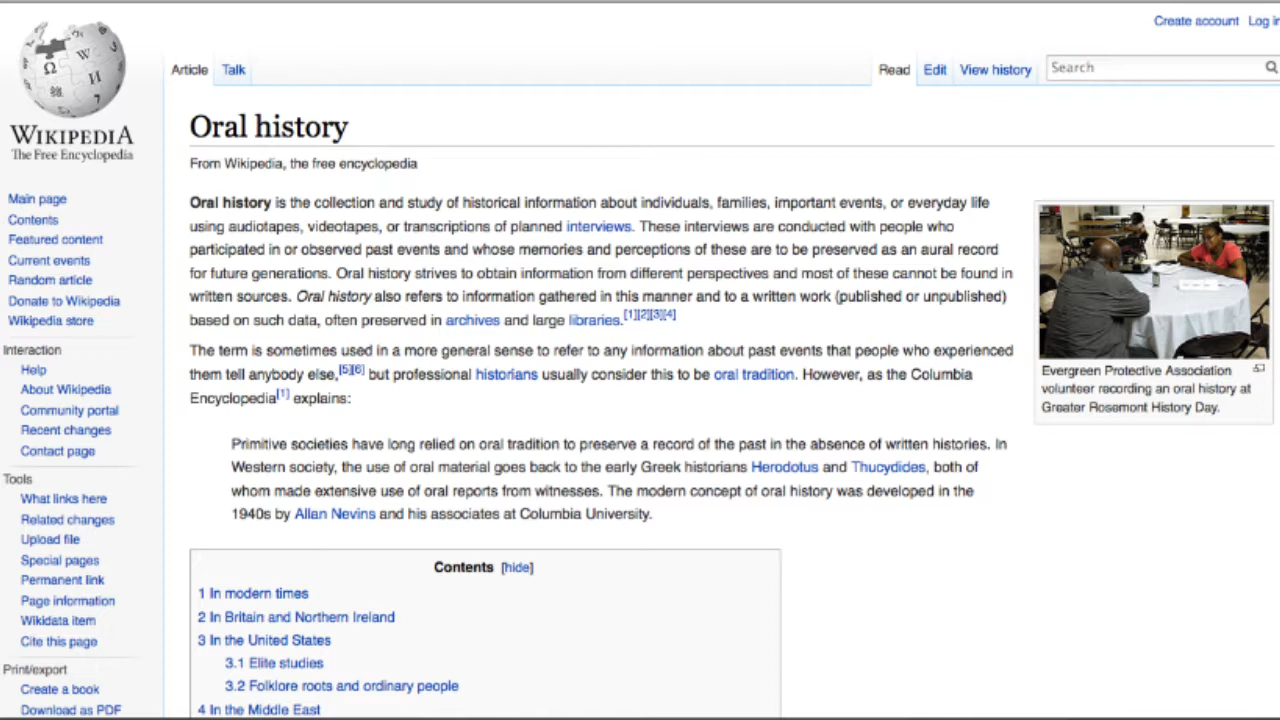 Create account Log in
Article Talk Read Edit View history Search
WIKIPEDIA
The Free Encyclopedia
Main page
Contents
Featured content
Current events
Random article
Donate to Wikipedia
Wikipedia store
Interaction
Help
About Wikipedia
Community portal
Recent changes
Contact page
Tools
What links here
Related changes
Upload file
Special pages
Permanent link
Page information
Wikidata item
Cite this page
Print/export
Create a book
Download as PDF
Oral history
From Wikipedia, the free encyclopedia
Oral history is the collection and study of historical information about individuals, families, important events, or everyday life
using audiotapes, videotapes, or transcriptions of planned interviews. These interviews are conducted with people who
participated in or observed past events and whose memories and perceptions of these are to be preserved as an aural record
for future generations. Oral history strives to obtain information from different perspectives and most of these cannot be found in
written sources. Oral history also refers to information gathered in this manner and to a written work (published or unpublished)
based on such data, often preserved in archives and large libraries.[1][2][3][4]
The term is sometimes used in a more general sense to refer to any information about past events that people who experienced
them tell anybody else,[5][6] but professional historians usually consider this to be oral tradition. However, as the Columbia
Encyclopedia[1] explains:
Primitive societies have long relied on oral tradition to preserve a record of the past in the absence of written histories. In
Western society, the use of oral material goes back to the early Greek historians Herodotus and Thucydides, both of
whom made extensive use of oral reports from witnesses. The modern concept of oral history was developed in the
1940s by Allan Nevins and his associates at Columbia University.
Evergreen Protective Association
volunteer recording an oral history at
Greater Rosemont History Day.
Contents [hide]
1 In modern times
2 In Britain and Northern Ireland
3 In the United States
3.1 Elite studies
3.2 Folklore roots and ordinary people
4 In the Middle East